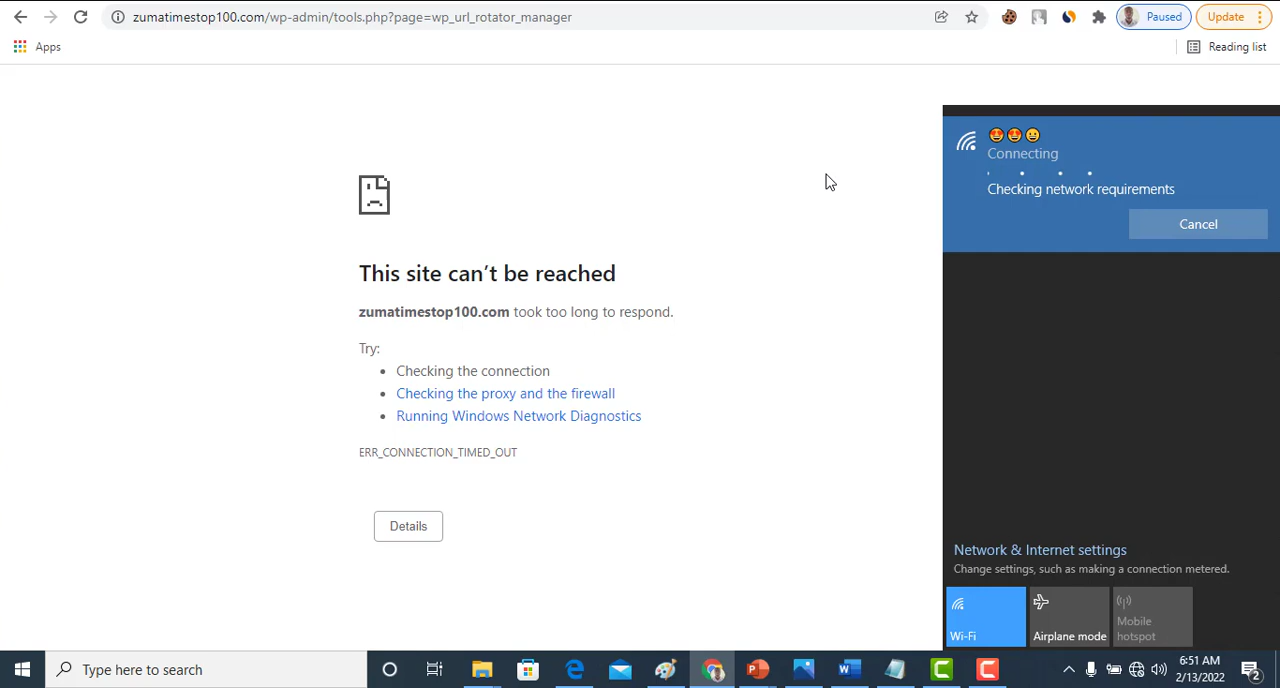 zumatimestop100.com/wp-admin/tools.php?page=wp_url_rotator_manager
Paused
Update
Apps
Reading list
😍😍😀
Connecting
Checking network requirements
Cancel
This site can't be reached
zumatimestop100.com took too long to respond.
Try:
• Checking the connection
• Checking the proxy and the firewall
• Running Windows Network Diagnostics
ERR_CONNECTION_TIMED_OUT
Details
Network & Internet settings
Change settings, such as making a connection metered.
Wi-Fi
Airplane mode
Mobile
hotspot
Type here to search
6:51 AM
2/13/2022
2